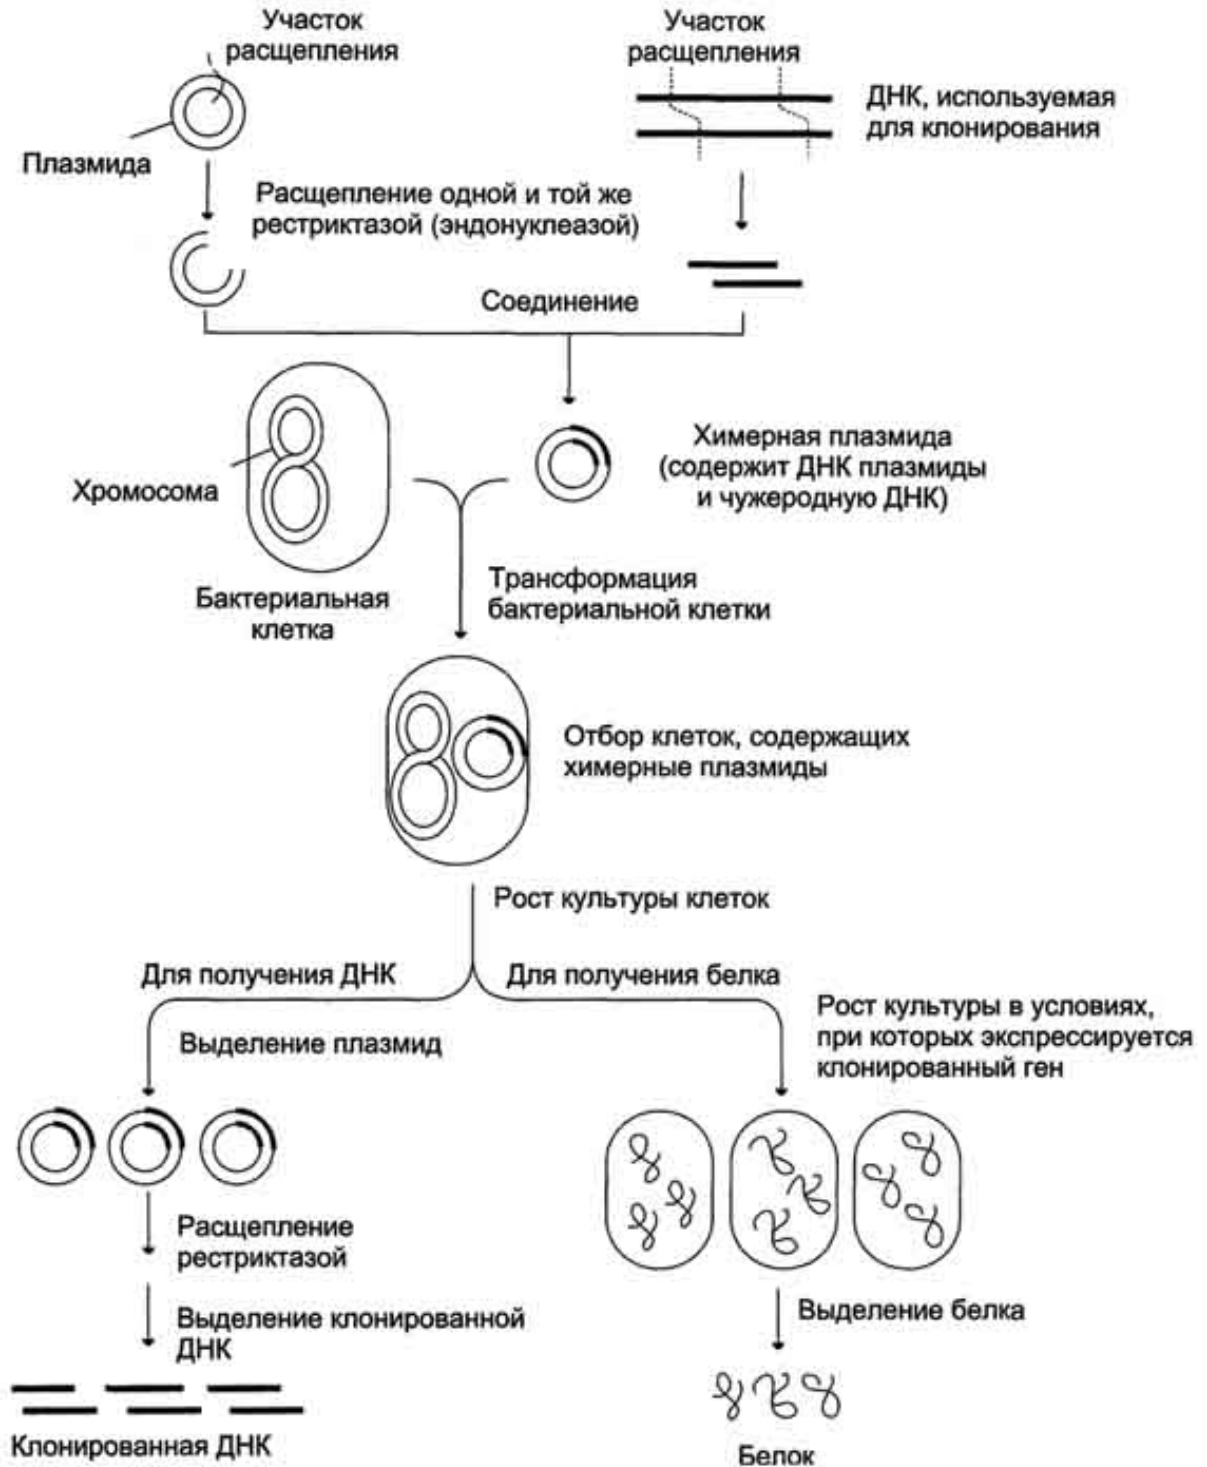 Участок
расщепления
Участок
расщепления
ДНК, используемая
для клонирования
Плазмида
Расщепление одной и той же
рестриктазой (эндонуклеазой)
Соединение
Хромосома
Химерная плазмида
(содержит ДНК плазмиды
и чужеродную ДНК)
Бактериальная
клетка
Трансформация
бактериальной клетки
Отбор клеток, содержащих
химерные плазмиды
Рост культуры клеток
Для получения ДНК
Для получения белка
Рост культуры в условиях,
при которых экспрессируется
клонированный ген
Выделение плазмид
Расщепление
рестриктазой
Выделение клонированной
ДНК
Клонированная ДНК
Выделение белка
Белок